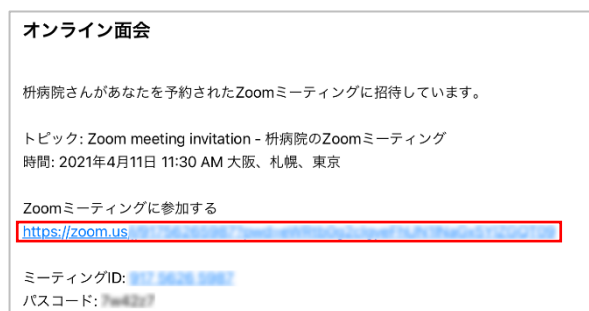 オンライン面会
枡病院さんがあなたを予約されたZoomミーティングに招待しています。
トピック: Zoom meeting invitation - 枡病院のZoomミーティング
時間: 2021年4月11日 11:30 AM 大阪、札幌、東京
Zoomミーティングに参加する
https://zoom.us
ミーティングID:
パスコード: